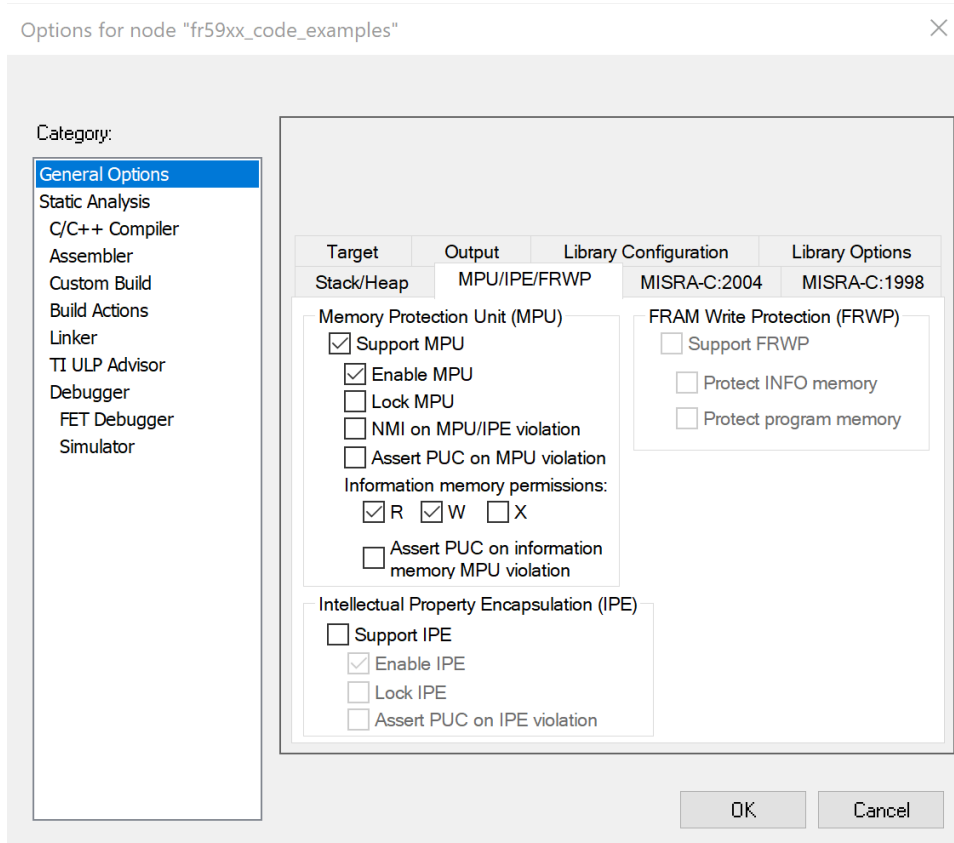 Options for node "fr59xx_code_examples"
Category:
General Options
Static Analysis
C/C++ Compiler
Assembler
Custom Build
Build Actions
Linker
TI ULP Advisor
Debugger
FET Debugger
Simulator
Target Output Library Configuration Library Options
Stack/Heap MPU/IPE/FRWP MISRA-C:2004 MISRA-C:1998
Memory Protection Unit (MPU)
Support MPU
Enable MPU
Lock MPU
NMI on MPU/IPE violation
Assert PUC on MPU violation
Information memory permissions:
R W X
Assert PUC on information
memory MPU violation
Intellectual Property Encapsulation (IPE)
Support IPE
Enable IPE
Lock IPE
Assert PUC on IPE violation
FRAM Write Protection (FRWP)
Support FRWP
Protect INFO memory
Protect program memory
OK Cancel